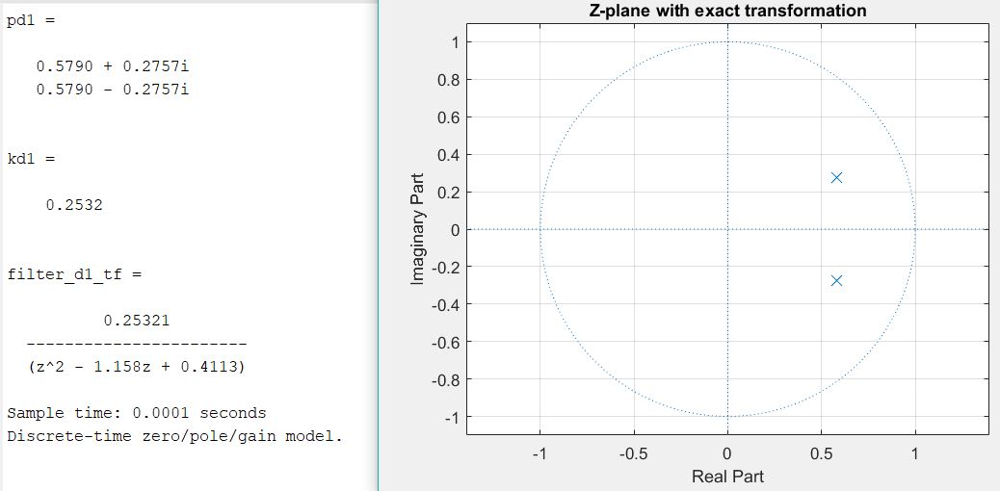 pd1 =
0.5790 + 0.2757i
0.5790 - 0.2757i
kd1 =
0.2532
filter_d1_tf =
0.25321
-----------------------
(z^2 - 1.158z + 0.4113)
Sample time: 0.0001 seconds
Discrete-time zero/pole/gain model.
Z-plane with exact transformation
Imaginary Part
1
0.8
0.6
0.4
0.2
0
-0.2
-0.4
-0.6
-0.8
-1
-1 -0.5 0 0.5 1
Real Part